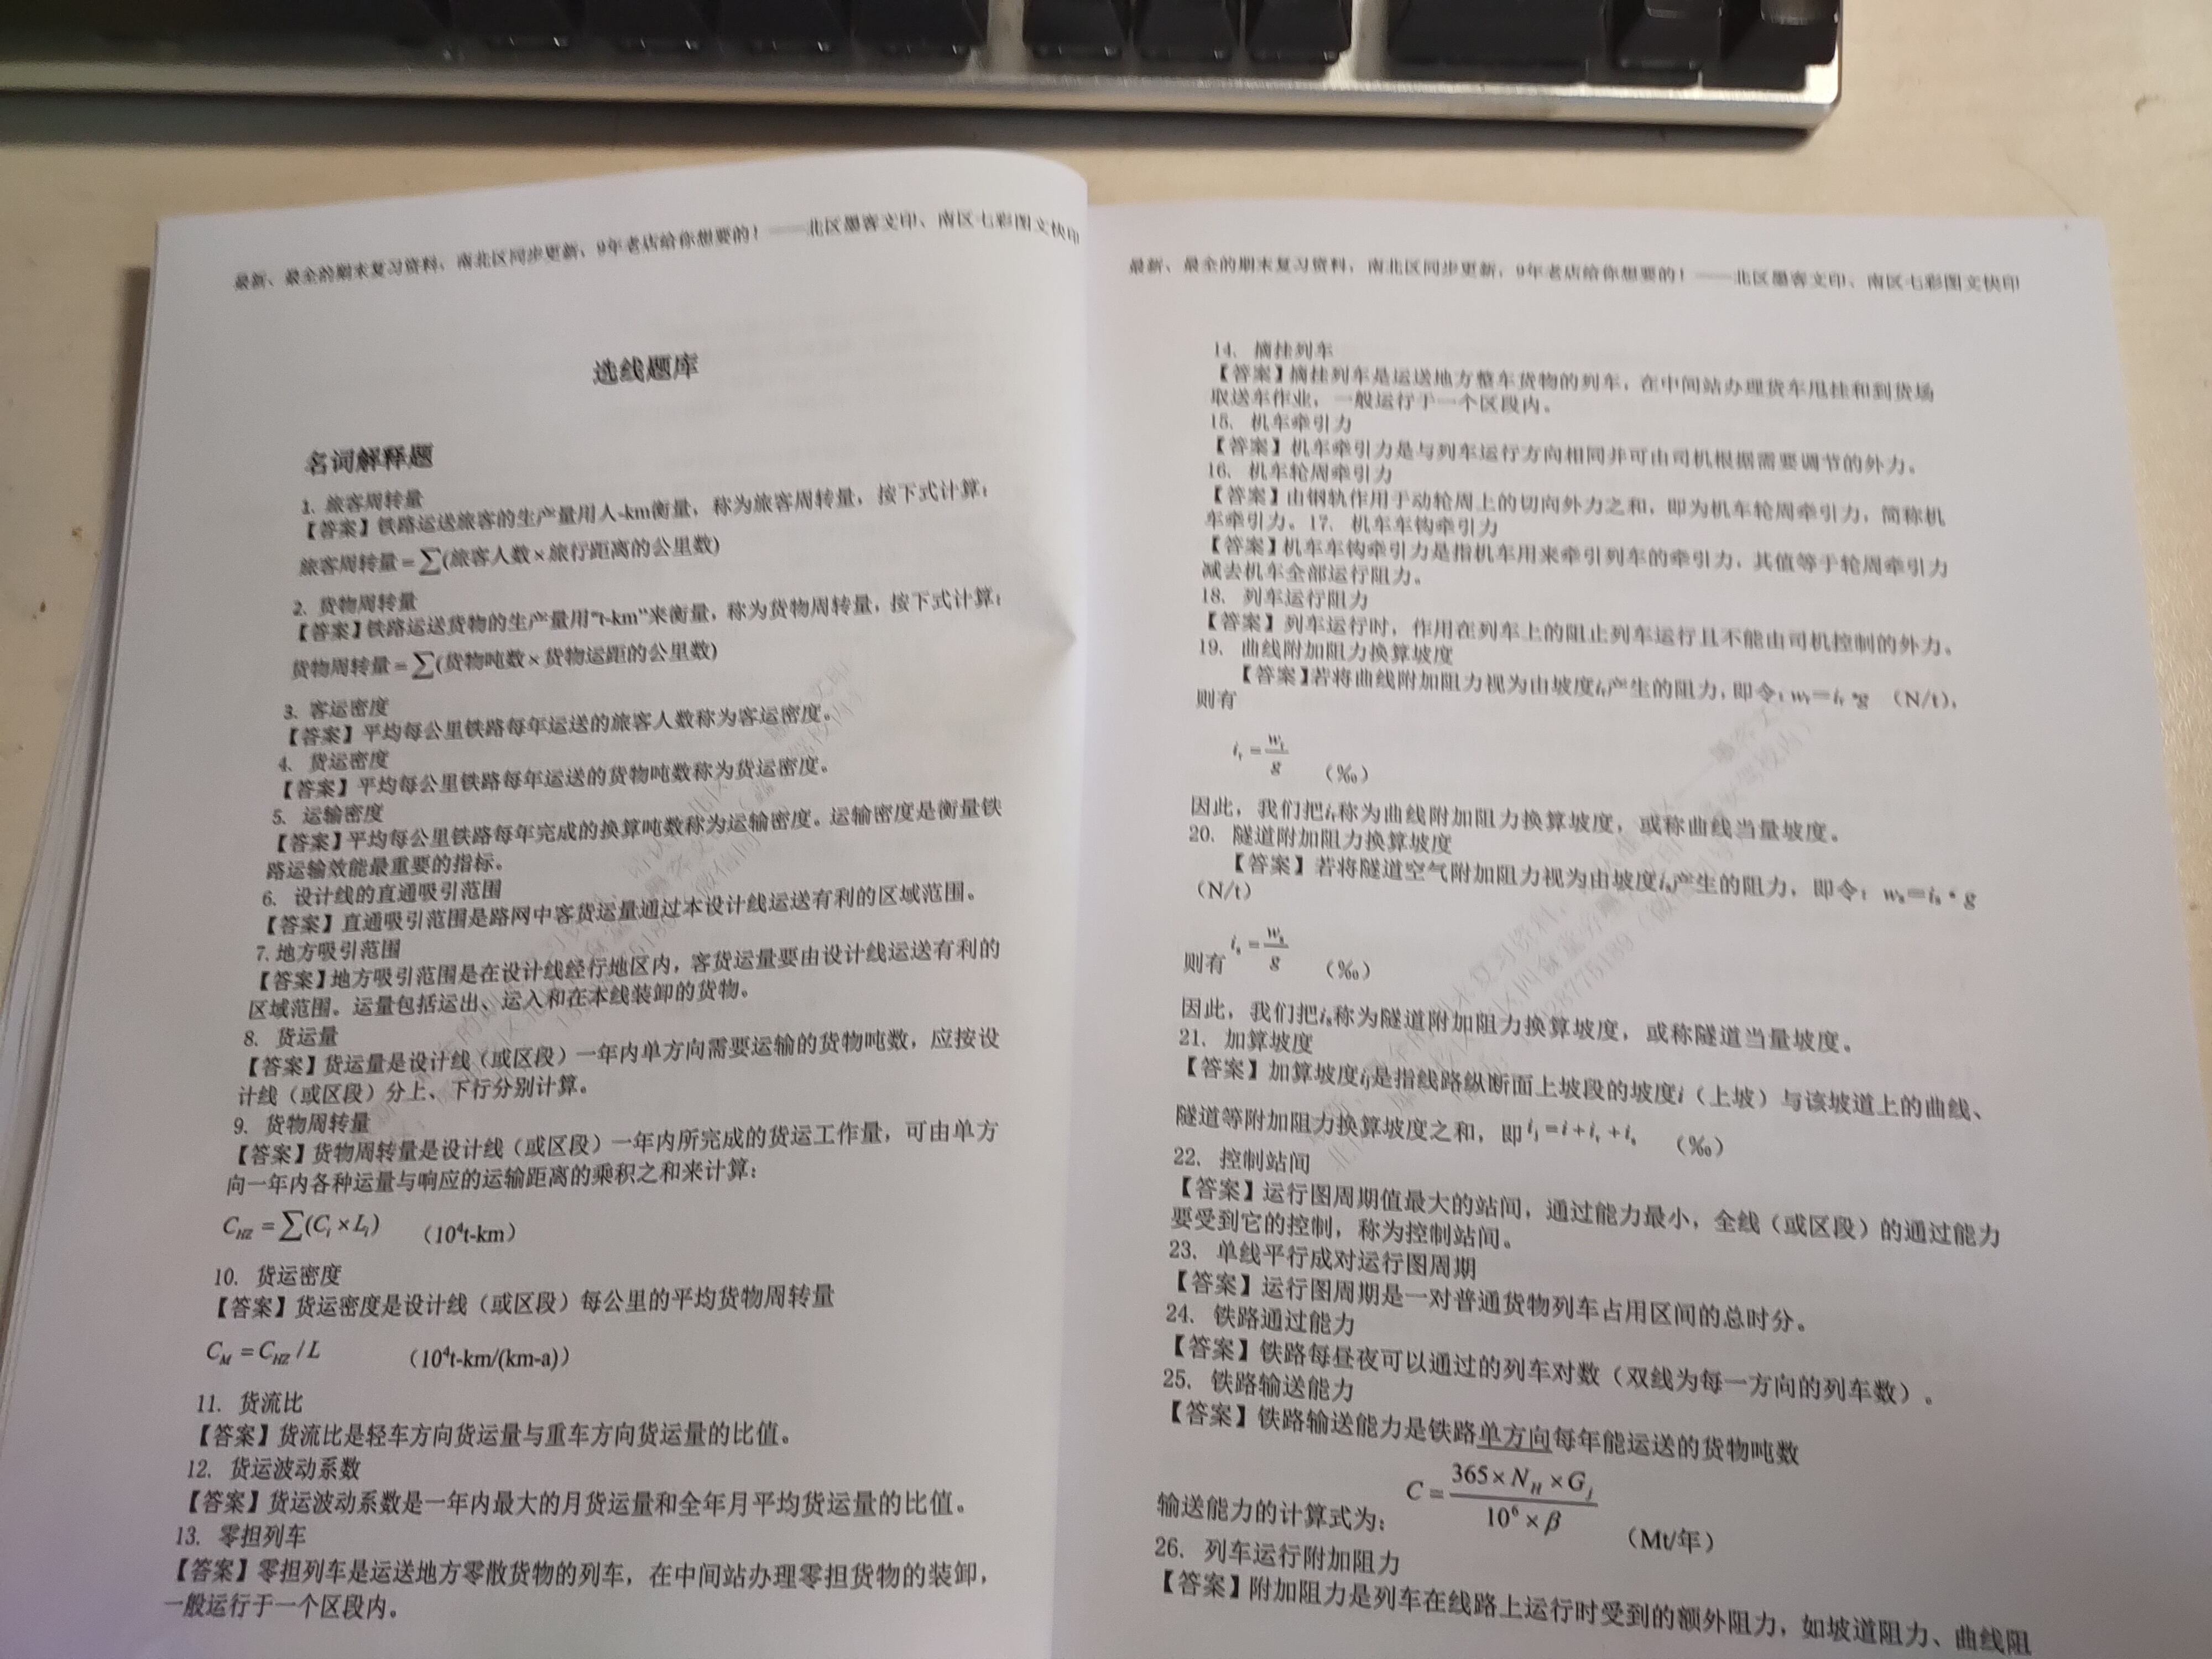 最新、最全的期末复习资料，南北区同步更新，9年老店给你想要的！——北区墨客文印、南区七彩图文快印
选线题库
名词解释题
1. 旅客周转量
【答案】铁路运送旅客的生产量用人-km衡量，称为旅客周转量，按下式计算：
旅客周转量=∑(旅客人数×旅行距离的公里数)
2. 货物周转量
【答案】铁路运送货物的生产量用"t-km"来衡量，称为货物周转量，按下式计算：
货物周转量=∑(货物吨数×货物运距的公里数)
3. 客运密度
【答案】平均每公里铁路每年运送的旅客人数称为客运密度。
4. 货运密度
【答案】平均每公里铁路每年运送的货物吨数称为货运密度。
5. 运输密度
【答案】平均每公里铁路每年完成的换算吨数称为运输密度。运输密度是衡量铁
路运输效能最重要的指标。
6. 设计线的直通吸引范围
【答案】直通吸引范围是路网中客货运量通过本设计线运送有利的区域范围。
7. 地方吸引范围
【答案】地方吸引范围是在设计线经行地区内，客货运量要由设计线运送有利的
区域范围。运量包括运出、运入和在本线装卸的货物。
8. 货运量
【答案】货运量是设计线（或区段）一年内单方向需要运输的货物吨数，应按设
计线（或区段）分上、下行分别计算。
9. 货物周转量
【答案】货物周转量是设计线（或区段）一年内所完成的货运工作量，可由单方
向一年内各种运量与响应的运输距离的乘积之和来计算：
C_HZ=∑(C_i×L_i) （10⁴t-km）
10. 货运密度
【答案】货运密度是设计线（或区段）每公里的平均货物周转量
C_M=C_HZ/L （10⁴t-km/(km-a)）
11. 货流比
【答案】货流比是轻车方向货运量与重车方向货运量的比值。
12. 货运波动系数
【答案】货运波动系数是一年内最大的月货运量和全年月平均货运量的比值。
13. 零担列车
【答案】零担列车是运送地方零散货物的列车，在中间站办理零担货物的装卸，
一般运行于一个区段内。
最新、最全的期末复习资料，南北区同步更新，9年老店给你想要的！——北区墨客文印、南区七彩图文快印
14. 摘挂列车
【答案】摘挂列车是运送地方整车货物的列车，在中间站办理货车甩挂和到货场
取送车作业，一般运行于一个区段内。
15. 机车牵引力
【答案】机车牵引力是与列车运行方向相同并可由司机根据需要调节的外力。
16. 机车轮周牵引力
【答案】由钢轨作用于动轮周上的切向外力之和，即为机车轮周牵引力，简称机
车牵引力。17. 机车车钩牵引力
【答案】机车车钩牵引力是指机车用来牵引列车的牵引力，其值等于轮周牵引力
减去机车全部运行阻力。
18. 列车运行阻力
【答案】列车运行时，作用在列车上的阻止列车运行且不能由司机控制的外力。
19. 曲线附加阻力换算坡度
【答案】若将曲线附加阻力视为由坡度i_r产生的阻力，即令：w_r=i_r*g （N/t），
则有
i_r=w_r/g （‰）
因此，我们把i_r称为曲线附加阻力换算坡度，或称曲线当量坡度。
20. 隧道附加阻力换算坡度
【答案】若将隧道空气附加阻力视为由坡度i_s产生的阻力，即令：w_s=i_s·g
（N/t）
则有 i_s=w_s/g （‰）
因此，我们把i_s称为隧道附加阻力换算坡度，或称隧道当量坡度。
21. 加算坡度
【答案】加算坡度i_j是指线路纵断面上坡段的坡度i（上坡）与该坡道上的曲线、
隧道等附加阻力换算坡度之和，即i_j=i+i_r+i_s （‰）
22. 控制站间
【答案】运行图周期值最大的站间，通过能力最小，全线（或区段）的通过能力
要受到它的控制，称为控制站间。
23. 单线平行成对运行图周期
【答案】运行图周期是一对普通货物列车占用区间的总时分。
24. 铁路通过能力
【答案】铁路每昼夜可以通过的列车对数（双线为每一方向的列车数）。
25. 铁路输送能力
【答案】铁路输送能力是铁路单方向每年能运送的货物吨数
输送能力的计算式为： C=(365×N_H×G_j)/(10⁶×β) （Mt/年）
26. 列车运行附加阻力
【答案】附加阻力是列车在线路上运行时受到的额外阻力，如坡道阻力、曲线阻